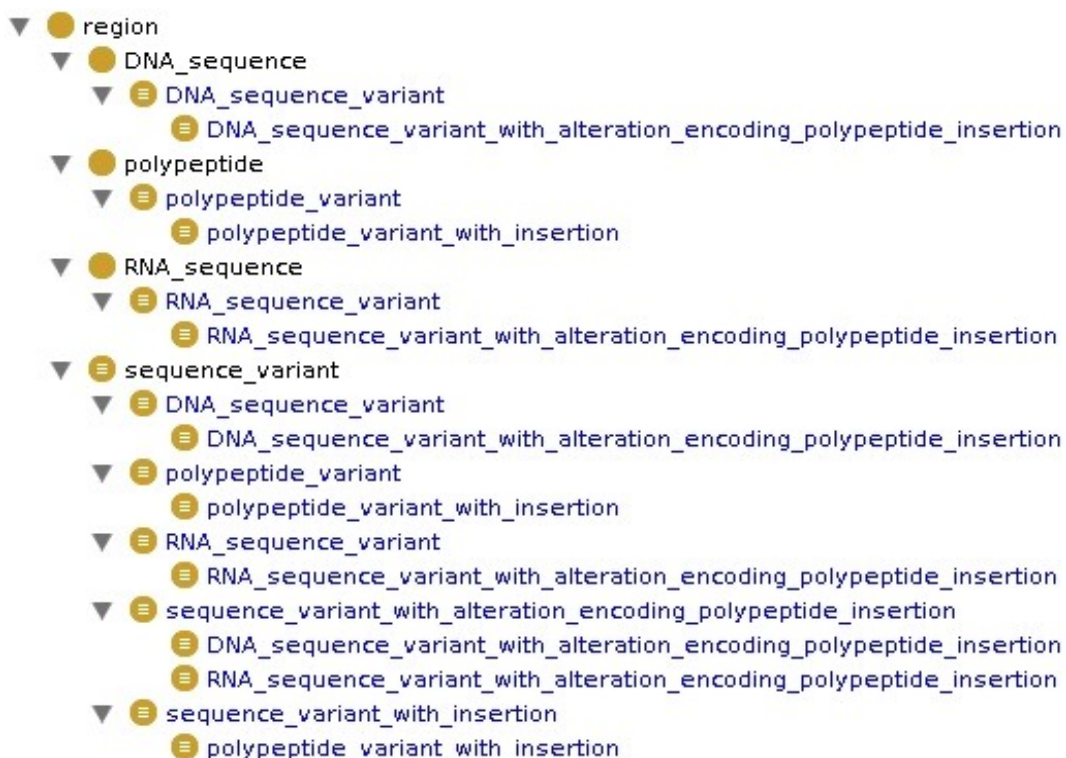 region
DNA_sequence
DNA_sequence_variant
DNA_sequence_variant_with_alteration_encoding_polypeptide_insertion
polypeptide
polypeptide_variant
polypeptide_variant_with_insertion
RNA_sequence
RNA_sequence_variant
RNA_sequence_variant_with_alteration_encoding_polypeptide_insertion
sequence_variant
DNA_sequence_variant
DNA_sequence_variant_with_alteration_encoding_polypeptide_insertion
polypeptide_variant
polypeptide_variant_with_insertion
RNA_sequence_variant
RNA_sequence_variant_with_alteration_encoding_polypeptide_insertion
sequence_variant_with_alteration_encoding_polypeptide_insertion
DNA_sequence_variant_with_alteration_encoding_polypeptide_insertion
RNA_sequence_variant_with_alteration_encoding_polypeptide_insertion
sequence_variant_with_insertion
polypeptide_variant_with_insertion